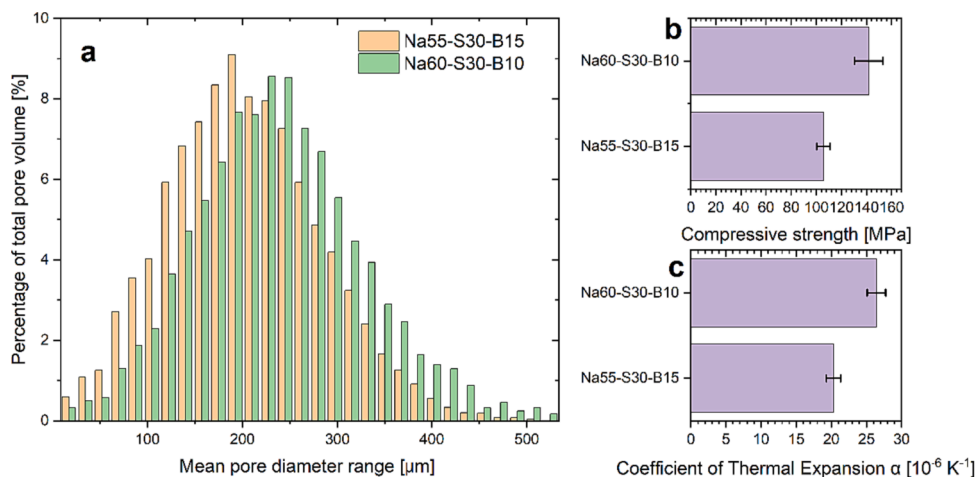 a
Na55-S30-B15
Na60-S30-B10
Percentage of total pore volume [%]
10
8
6
4
2
0
100
200
300
400
500
Mean pore diameter range [µm]
b
Na60-S30-B10
Na55-S30-B15
0 20 40 60 80 100 120 140 160
Compressive strength [MPa]
c
Na60-S30-B10
Na55-S30-B15
0 5 10 15 20 25 30
Coefficient of Thermal Expansion α [10⁻⁶ K⁻¹]